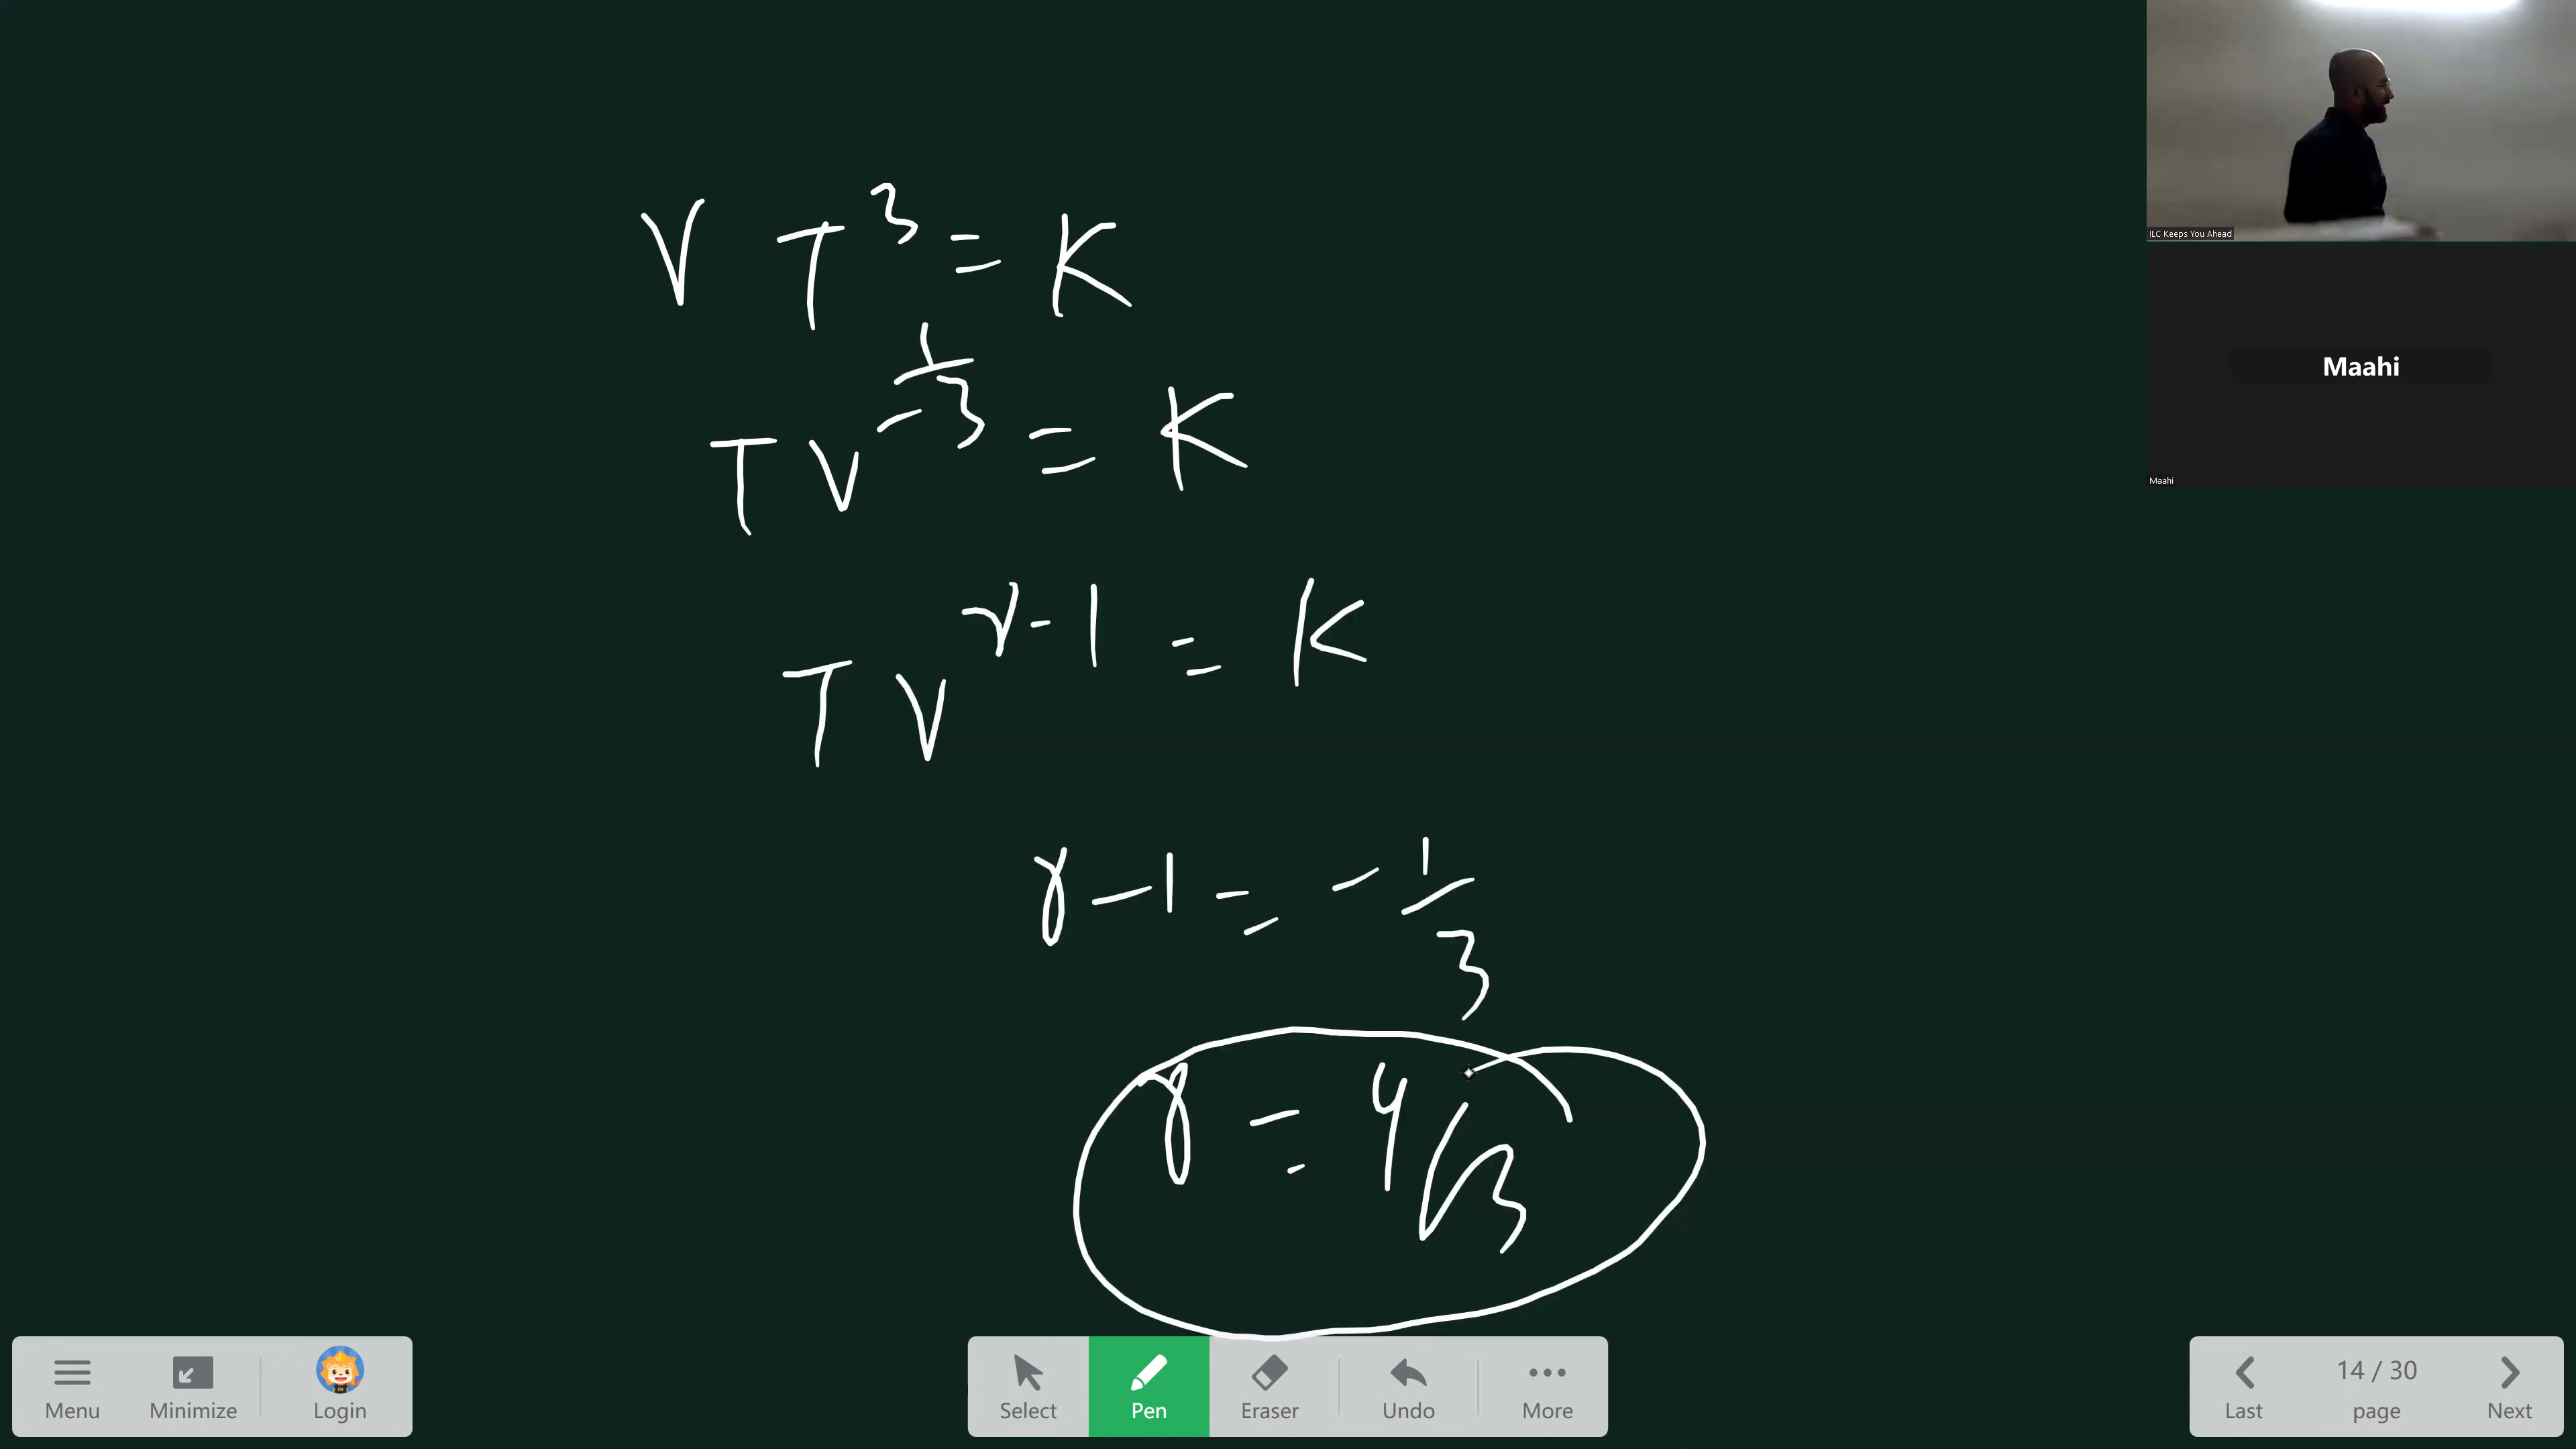 V T³ = K
ILC Keeps You Ahead
Maahi
Maahi
T V^(-1/3) = K
T V^(γ-1) = K
γ - 1 = - 1/3
γ = 4/3
Menu
Minimize
Login
Select
Pen
Eraser
Undo
More
Last
14 / 30
page
Next